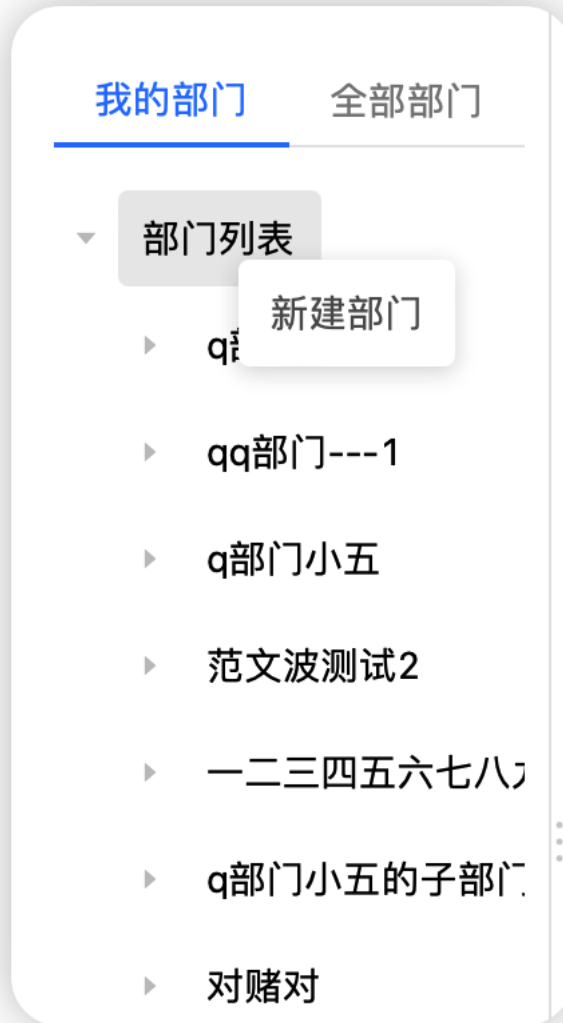 我的部门 全部部门
部门列表
新建部门
qq部门---1
q部门小五
范文波测试2
一二三四五六七八
q部门小五的子部门
对赌对